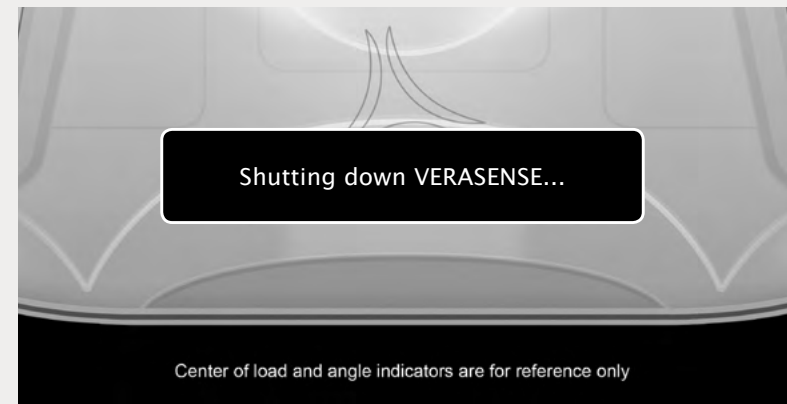 Shutting down VERASENSE...
Center of load and angle indicators are for reference only